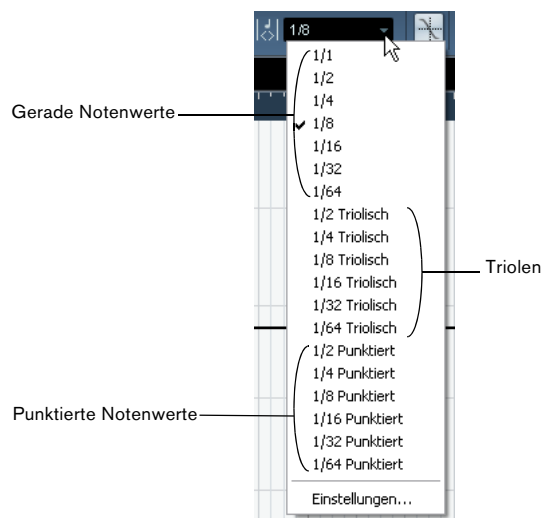 1/8
1/1
1/2
1/4
1/8
1/16
1/32
1/64
Gerade Notenwerte
1/2 Triolisch
1/4 Triolisch
1/8 Triolisch
1/16 Triolisch
1/32 Triolisch
1/64 Triolisch
Triolen
1/2 Punktiert
1/4 Punktiert
1/8 Punktiert
1/16 Punktiert
1/32 Punktiert
1/64 Punktiert
Punktierte Notenwerte
Einstellungen...